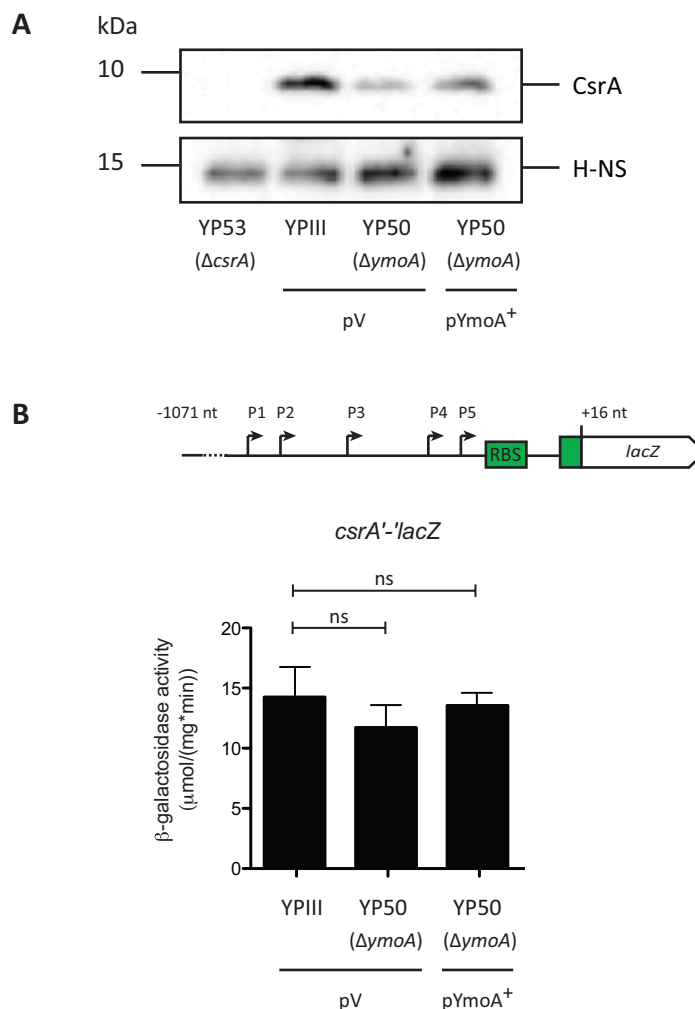 A
kDa
10
CsrA
15
H-NS
YP53 YPIII YP50 YP50
(ΔcsrA) (ΔymoA) (ΔymoA)
pV pYmoA⁺
B
-1071 nt P1 P2 P3 P4 P5 +16 nt
RBS lacZ
csrA'-'lacZ
ns
ns
20
15
10
5
0
β-galactosidase activity
(μmol/(mg*min))
YPIII YP50 YP50
(ΔymoA) (ΔymoA)
pV pYmoA⁺